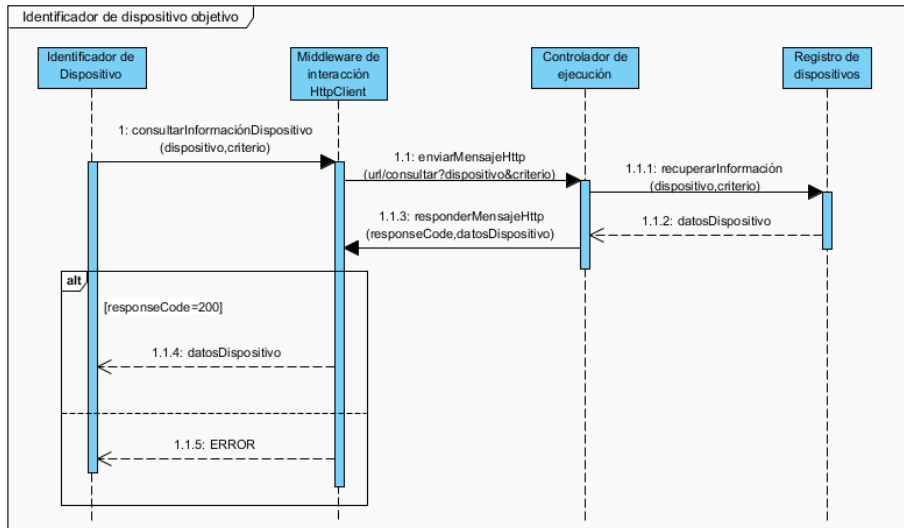 Identificador de dispositivo objetivo
Identificador de
Dispositivo
Middleware de
interacción
HttpClient
Controlador de
ejecución
Registro de
dispositivos
1: consultarInformaciónDispositivo
(dispositivo,criterio)
1.1: enviarMensajeHttp
(url/consultar?dispositivo&criterio)
1.1.1: recuperarInformación
(dispositivo,criterio)
1.1.2: datosDispositivo
1.1.3: responderMensajeHttp
(responseCode,datosDispositivo)
alt
[responseCode=200]
1.1.4: datosDispositivo
1.1.5: ERROR